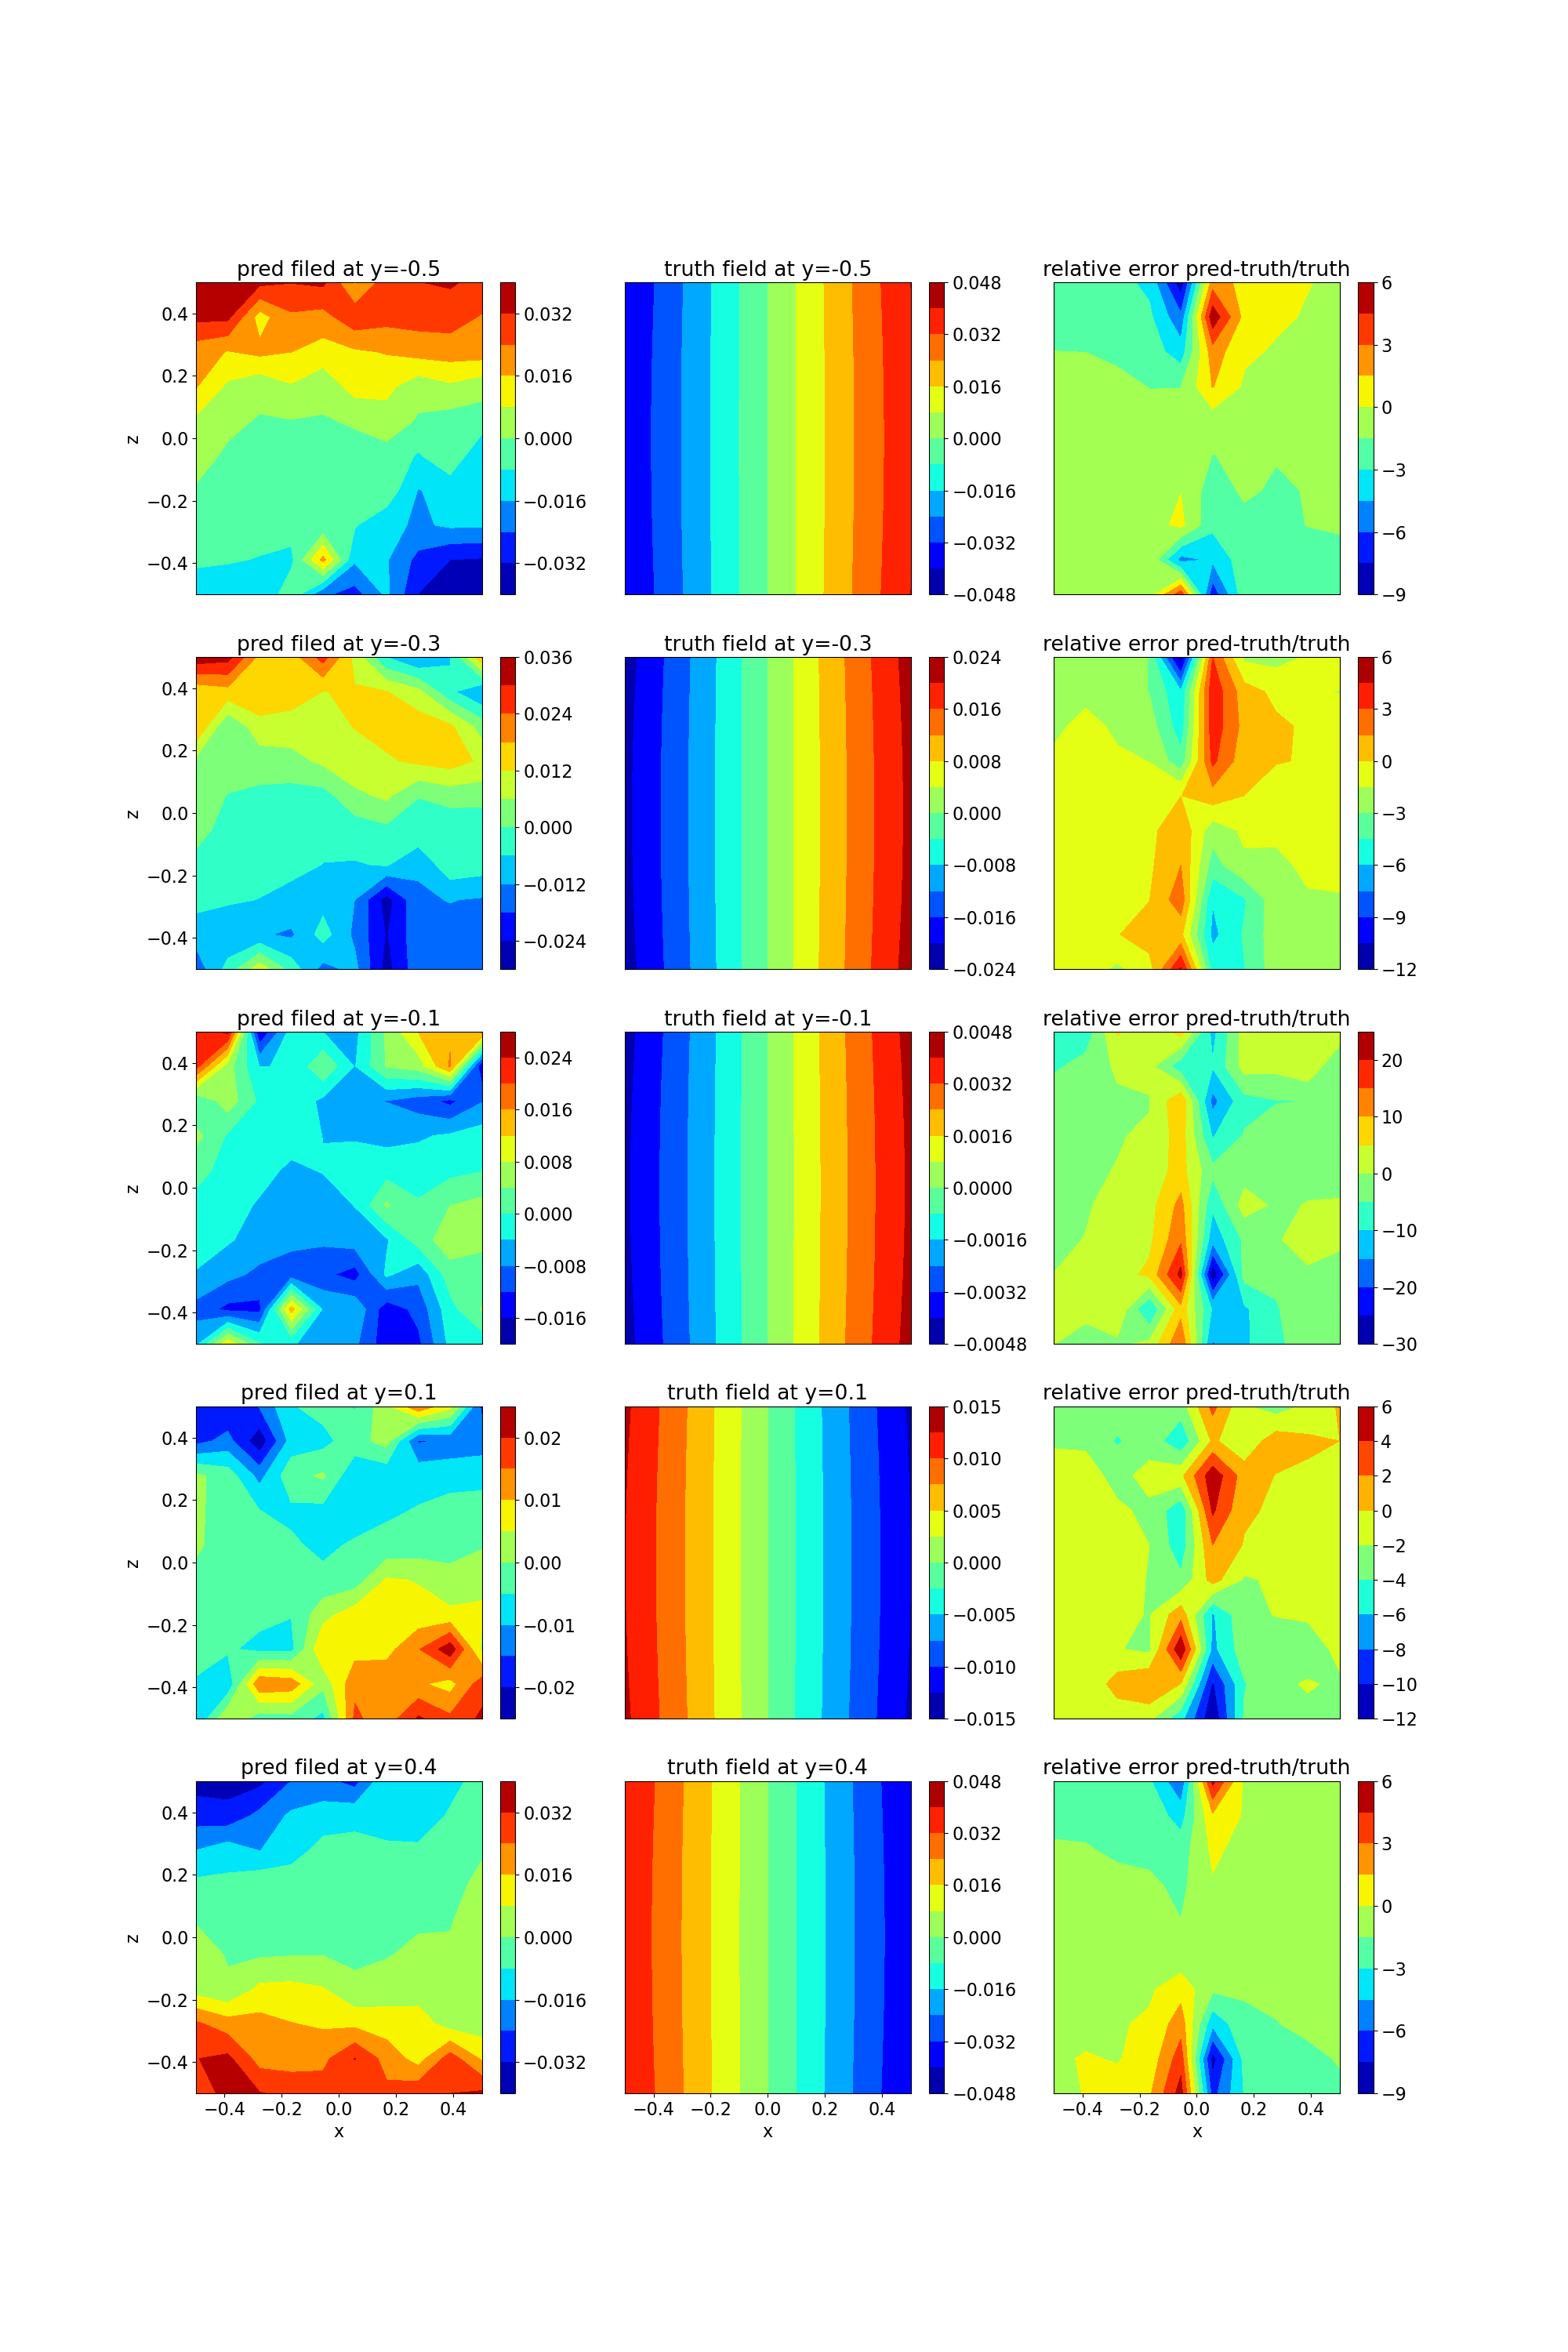 pred filed at y=-0.5 truth field at y=-0.5 relative error pred-truth/truth
0.4 0.032 0.048 6
0.032 3
0.2 0.016 0.016 0
z 0.0 0.000 0.000
−0.2 −0.016 −0.016 −3
−0.032 −6
−0.4 −0.032 −0.048 −9
pred filed at y=-0.3 truth field at y=-0.3 relative error pred-truth/truth
0.4 0.036 0.024 6
0.024 0.016 3
0.2 0.012 0.008 0
z 0.0 0.000 0.000 −3
−0.2 −0.012 −0.008 −6
−0.4 −0.024 −0.016 −9
−0.024 −12
pred filed at y=-0.1 truth field at y=-0.1 relative error pred-truth/truth
0.4 0.024 0.0048 20
0.016 0.0032 10
0.2 0.008 0.0016 0
z 0.0 0.000 0.0000 −10
−0.2 −0.008 −0.0016 −20
−0.4 −0.016 −0.0032 −30
−0.0048
pred filed at y=0.1 truth field at y=0.1 relative error pred-truth/truth
0.4 0.02 0.015 6
0.010 4
0.2 0.01 0.005 2
0
z 0.0 0.00 0.000 −2
−4
−0.2 −0.01 −0.005 −6
−8
−0.4 −0.02 −0.010 −10
−0.015 −12
pred filed at y=0.4 truth field at y=0.4 relative error pred-truth/truth
0.4 0.032 0.048 6
0.032 3
0.2 0.016 0.016 0
z 0.0 0.000 0.000
−0.2 −0.016 −0.016 −3
−0.032 −6
−0.4 −0.032 −0.048 −9
−0.4 −0.2 0.0 0.2 0.4 −0.4 −0.2 0.0 0.2 0.4 −0.4 −0.2 0.0 0.2 0.4
x x x